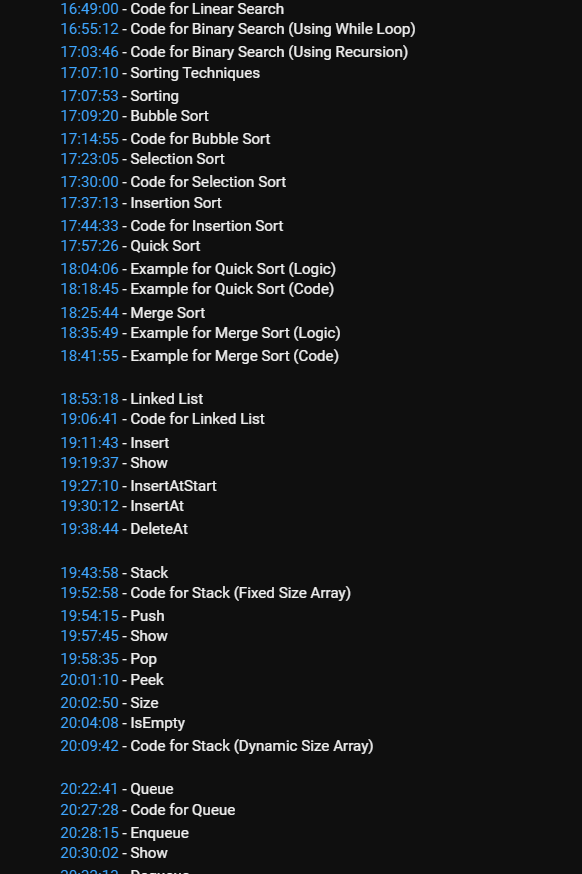 16:49:00 - Code for Linear Search
16:55:12 - Code for Binary Search (Using While Loop)
17:03:46 - Code for Binary Search (Using Recursion)
17:07:10 - Sorting Techniques
17:07:53 - Sorting
17:09:20 - Bubble Sort
17:14:55 - Code for Bubble Sort
17:23:05 - Selection Sort
17:30:00 - Code for Selection Sort
17:37:13 - Insertion Sort
17:44:33 - Code for Insertion Sort
17:57:26 - Quick Sort
18:04:06 - Example for Quick Sort (Logic)
18:18:45 - Example for Quick Sort (Code)
18:25:44 - Merge Sort
18:35:49 - Example for Merge Sort (Logic)
18:41:55 - Example for Merge Sort (Code)
18:53:18 - Linked List
19:06:41 - Code for Linked List
19:11:43 - Insert
19:19:37 - Show
19:27:10 - InsertAtStart
19:30:12 - InsertAt
19:38:44 - DeleteAt
19:43:58 - Stack
19:52:58 - Code for Stack (Fixed Size Array)
19:54:15 - Push
19:57:45 - Show
19:58:35 - Pop
20:01:10 - Peek
20:02:50 - Size
20:04:08 - IsEmpty
20:09:42 - Code for Stack (Dynamic Size Array)
20:22:41 - Queue
20:27:28 - Code for Queue
20:28:15 - Enqueue
20:30:02 - Show